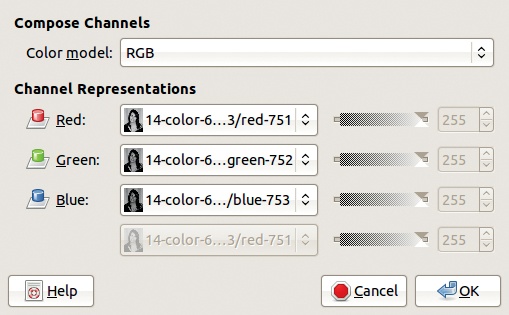 Compose Channels
Color model: RGB
Channel Representations
Red: 14-color-6...3/red-751 255
Green: 14-color-6...green-752 255
Blue: 14-color-6.../blue-753 255
14-color-6...3/red-751 255
Help Cancel OK